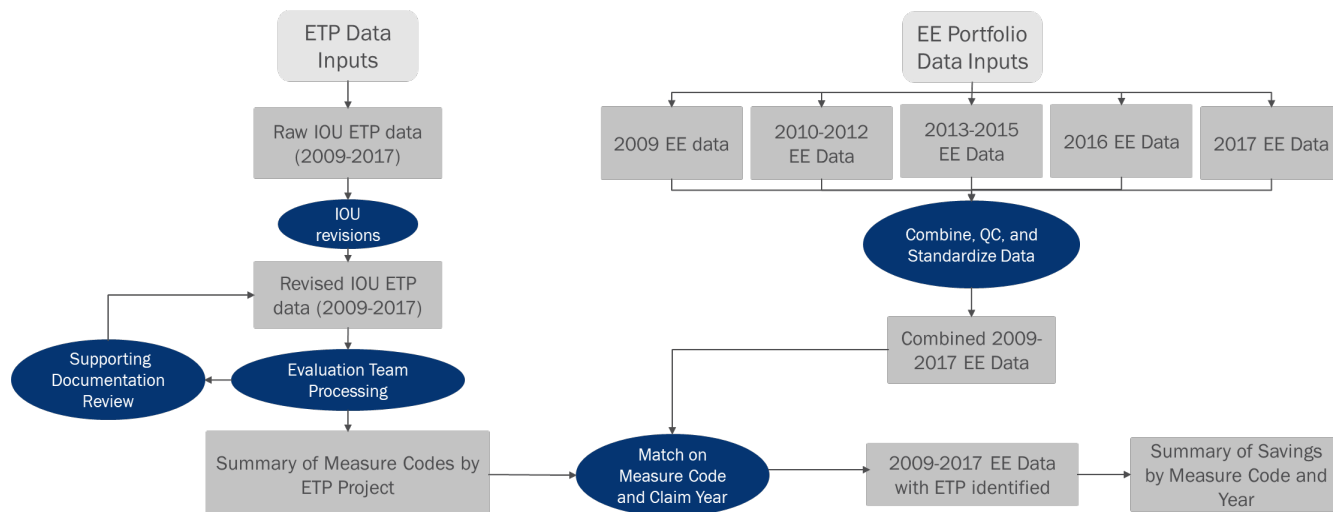 ETP Data
Inputs
EE Portfolio
Data Inputs
Raw IOU ETP data
(2009-2017)
2009 EE data
2010-2012
EE Data
2013-2015
EE Data
2016 EE Data
2017 EE Data
IOU
revisions
Combine, QC, and
Standardize Data
Revised IOU ETP
data (2009-2017)
Combined 2009-
2017 EE Data
Supporting
Documentation
Review
Evaluation Team
Processing
Summary of Measure Codes by
ETP Project
Match on
Measure Code
and Claim Year
2009-2017 EE Data
with ETP identified
Summary of Savings
by Measure Code and
Year